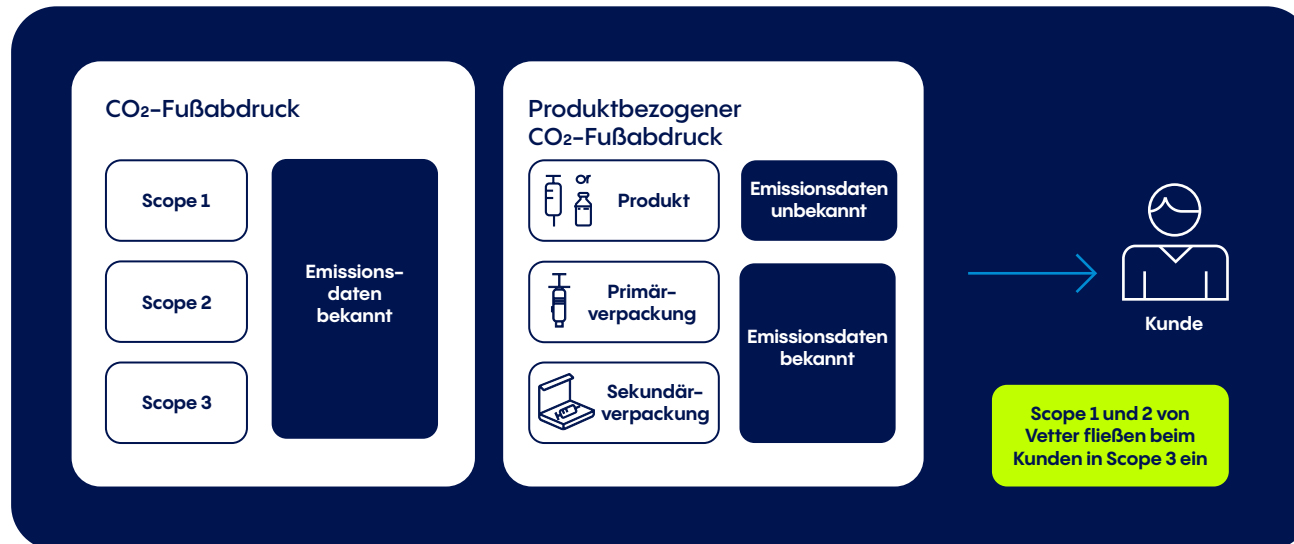 CO₂-Fußabdruck
Scope 1
Scope 2
Scope 3
Emissions-
daten
bekannt
Produktbezogener
CO₂-Fußabdruck
or
Produkt
Emissionsdaten
unbekannt
Primär-
verpackung
Sekundär-
verpackung
Emissionsdaten
bekannt
Kunde
Scope 1 und 2 von
Vetter fließen beim
Kunden in Scope 3 ein